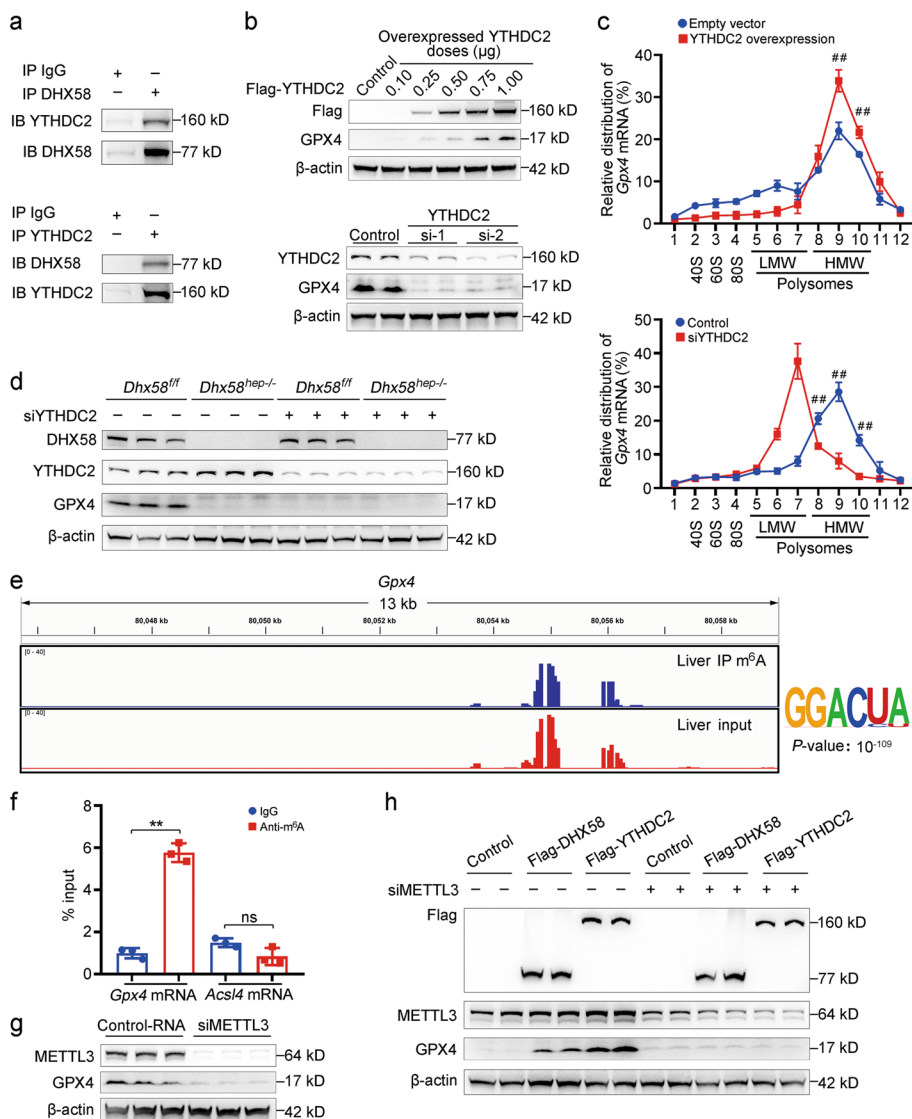 a
IP IgG + −
IP DHX58 − +
IB YTHDC2 160 kD
IB DHX58 77 kD
IP IgG + −
IP YTHDC2 − +
IB DHX58 77 kD
IB YTHDC2 160 kD
b
Overexpressed YTHDC2
doses (μg)
Flag-YTHDC2 Control 0.10 0.25 0.50 0.75 1.00
Flag 160 kD
GPX4 17 kD
β-actin 42 kD
YTHDC2
Control si-1 si-2
YTHDC2 160 kD
GPX4 17 kD
β-actin 42 kD
c
Empty vector
YTHDC2 overexpression
Relative distribution of
Gpx4 mRNA (%)
40
30
20
10
0
## ##
1 2 3 4 5 6 7 8 9 10 11 12
40S 60S 80S LMW HMW
Polysomes
Control
siYTHDC2
Relative distribution of
Gpx4 mRNA (%)
50
40
30
20
10
0
## ## ##
1 2 3 4 5 6 7 8 9 10 11 12
40S 60S 80S LMW HMW
Polysomes
d
Dhx58f/f Dhx58hep-/- Dhx58f/f Dhx58hep-/-
siYTHDC2 − − − − − − + + + + + +
DHX58 77 kD
YTHDC2 160 kD
GPX4 17 kD
β-actin 42 kD
e
Gpx4
13 kb
80,048 kb 80,050 kb 80,052 kb 80,054 kb 80,056 kb 80,058 kb
[0 - 40]
Liver IP m6A
[0 - 40]
Liver input
GGACUA
P-value: 10-109
f
IgG
Anti-m6A
% input
8
6
4
2
0
**
ns
Gpx4 mRNA Acsl4 mRNA
g
Control-RNA siMETTL3
METTL3 64 kD
GPX4 17 kD
β-actin 42 kD
h
Control Flag-DHX58 Flag-YTHDC2 Control Flag-DHX58 Flag-YTHDC2
siMETTL3 − − − − − − + + + + + +
Flag 160 kD
77 kD
METTL3 64 kD
GPX4 17 kD
β-actin 42 kD